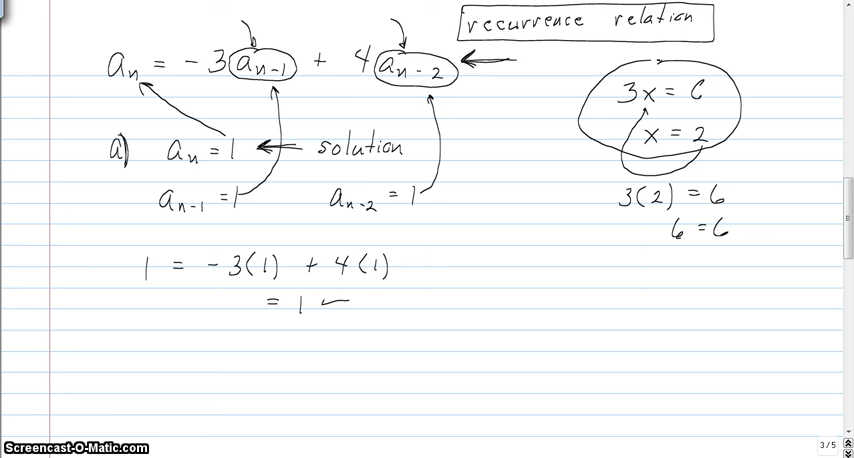 recurrence relation
aₙ = -3aₙ₋₁ + 4aₙ₋₂
3x = 6
x = 2
a) aₙ = 1 solution
aₙ₋₁ = 1 aₙ₋₂ = 1
3(2) = 6
6 = 6
1 = -3(1) + 4(1)
= 1 ✓
3/5
Screencast-O-Matic.com